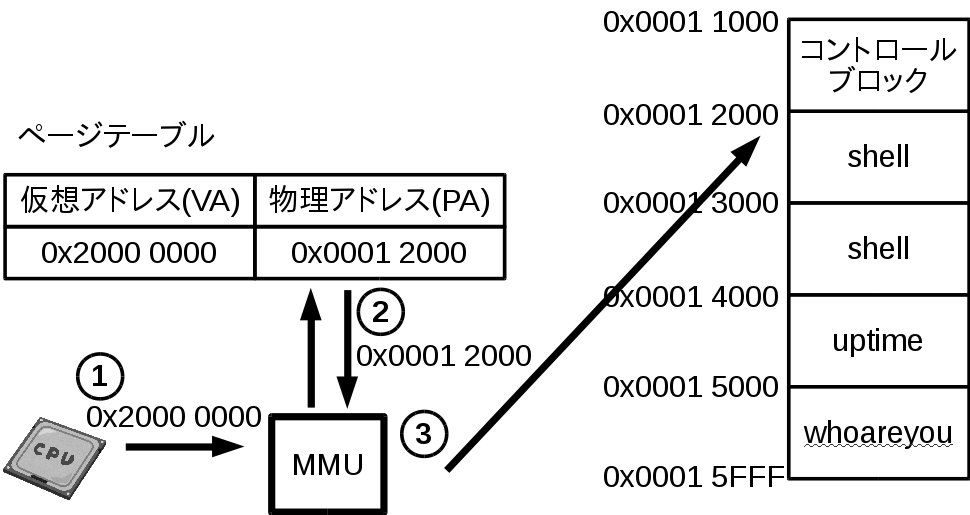 ページテーブル
仮想アドレス(VA) 物理アドレス(PA)
0x2000 0000 0x0001 2000
①
0x2000 0000
CPU
MMU
②
0x0001 2000
③
0x0001 1000
コントロール
ブロック
0x0001 2000
shell
0x0001 3000
shell
0x0001 4000
uptime
0x0001 5000
whoareyou
0x0001 5FFF